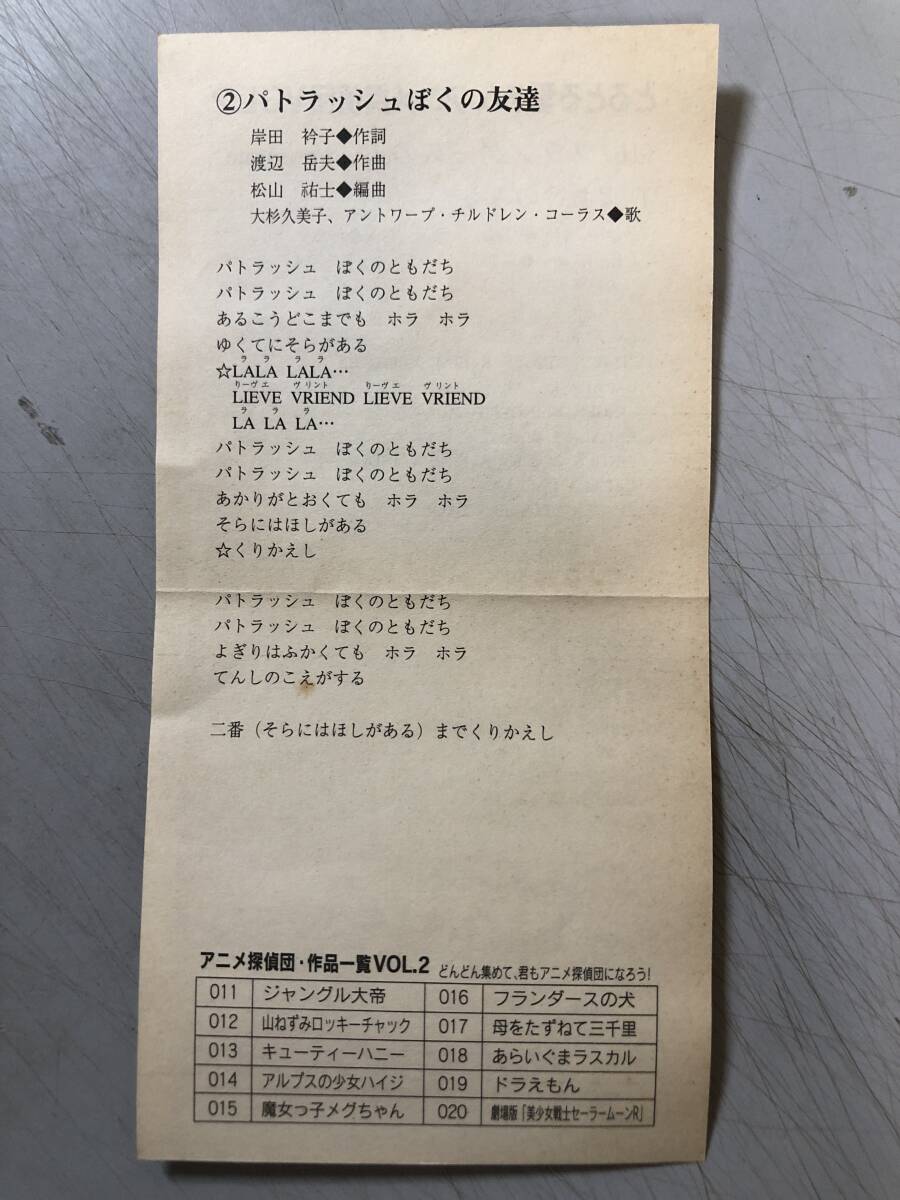 ②パトラッシュぼくの友達
岸田　衿子◆作詞
渡辺　岳夫◆作曲
松山　祐士◆編曲
大杉久美子、アントワープ・チルドレン・コーラス◆歌
パトラッシュ　ぼくのともだち
パトラッシュ　ぼくのともだち
あるこうどこまでも　ホラ　ホラ
ゆくてにそらがある
ラ ラ ラ ラ
☆LALA LALA…
りーヴェ ヴリント りーヴェ ヴリント
LIEVE VRIEND LIEVE VRIEND
ラ ラ ラ
LA LA LA…
パトラッシュ　ぼくのともだち
パトラッシュ　ぼくのともだち
あかりがとおくても　ホラ　ホラ
そらにはほしがある
☆くりかえし
パトラッシュ　ぼくのともだち
パトラッシュ　ぼくのともだち
よぎりはふかくても　ホラ　ホラ
てんしのこえがする
二番（そらにはほしがある）までくりかえし
アニメ探偵団・作品一覧VOL.2 どんどん集めて、君もアニメ探偵団になろう!
011 ジャングル大帝 016 フランダースの犬
012 山ねずみロッキーチャック 017 母をたずねて三千里
013 キューティーハニー 018 あらいぐまラスカル
014 アルプスの少女ハイジ 019 ドラえもん
015 魔女っ子メグちゃん 020 劇場版「美少女戦士セーラームーンR」